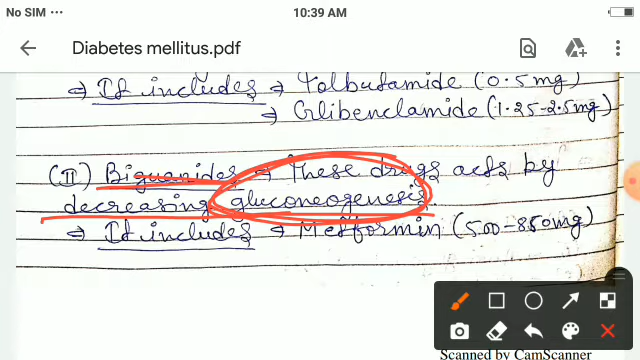 No SIM ... 10:39 AM
Diabetes mellitus.pdf
⇒ It includes → Tolbutamide (0.5mg)
→ Glibenclamide (1.25-2.5mg)
(II) Biguanides → These drugs acts by
decreasing gluconeogenesis.
⇒ It includes → Metformin (500-850mg)
Scanned by CamScanner